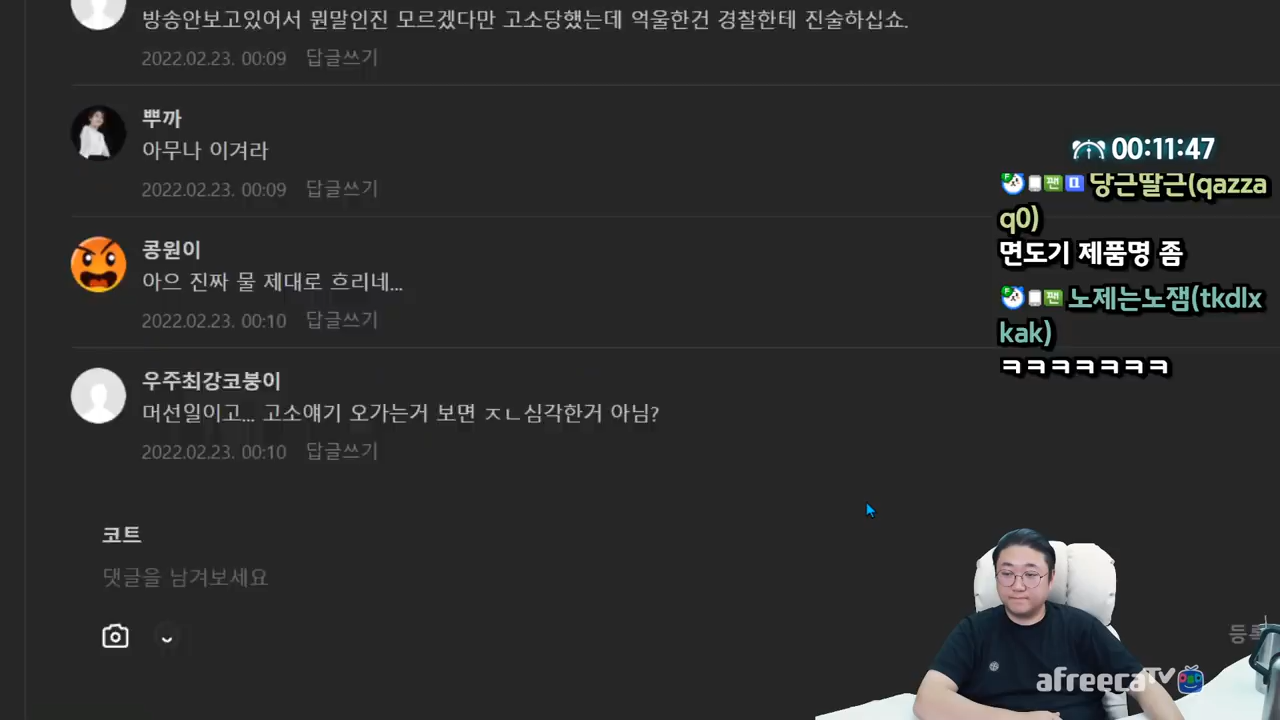 방송안보고있어서 뭔말인진 모르겠다만 고소당했는데 억울한건 경찰한테 진술하십쇼.
2022.02.23. 00:09 답글쓰기
뿌까
아무나 이겨라
2022.02.23. 00:09 답글쓰기
콩원이
아으 진짜 물 제대로 흐리네...
2022.02.23. 00:10 답글쓰기
우주최강코붕이
머선일이고... 고소얘기 오가는거 보면 ㅈㄴ심각한거 아님?
2022.02.23. 00:10 답글쓰기
코트
댓글을 남겨보세요
00:11:47
당근딸근(qazza
q0)
면도기 제품명 좀
노제는노잼(tkdlx
kak)
ㅋㅋㅋㅋㅋㅋㅋ
등록
afreecaTV